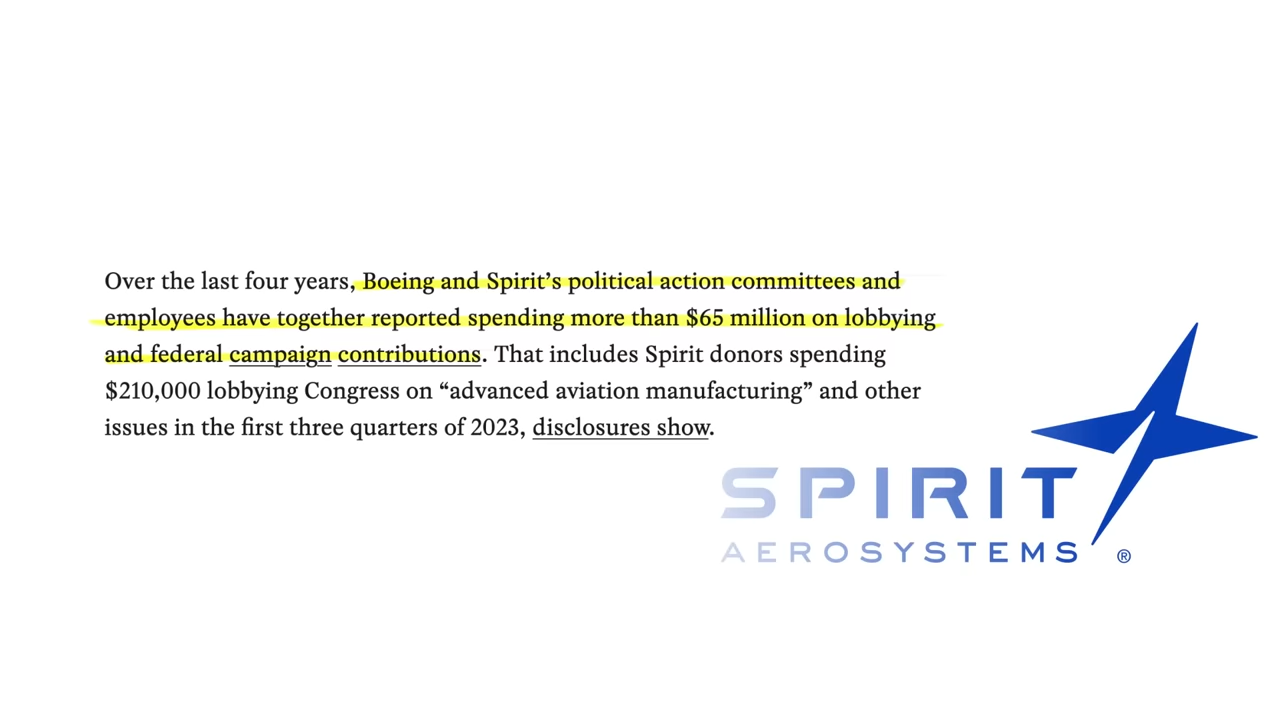 Over the last four years, Boeing and Spirit’s political action committees and
employees have together reported spending more than $65 million on lobbying
and federal campaign contributions. That includes Spirit donors spending
$210,000 lobbying Congress on “advanced aviation manufacturing” and other
issues in the first three quarters of 2023, disclosures show.
SPIRIT
AEROSYSTEMS ®